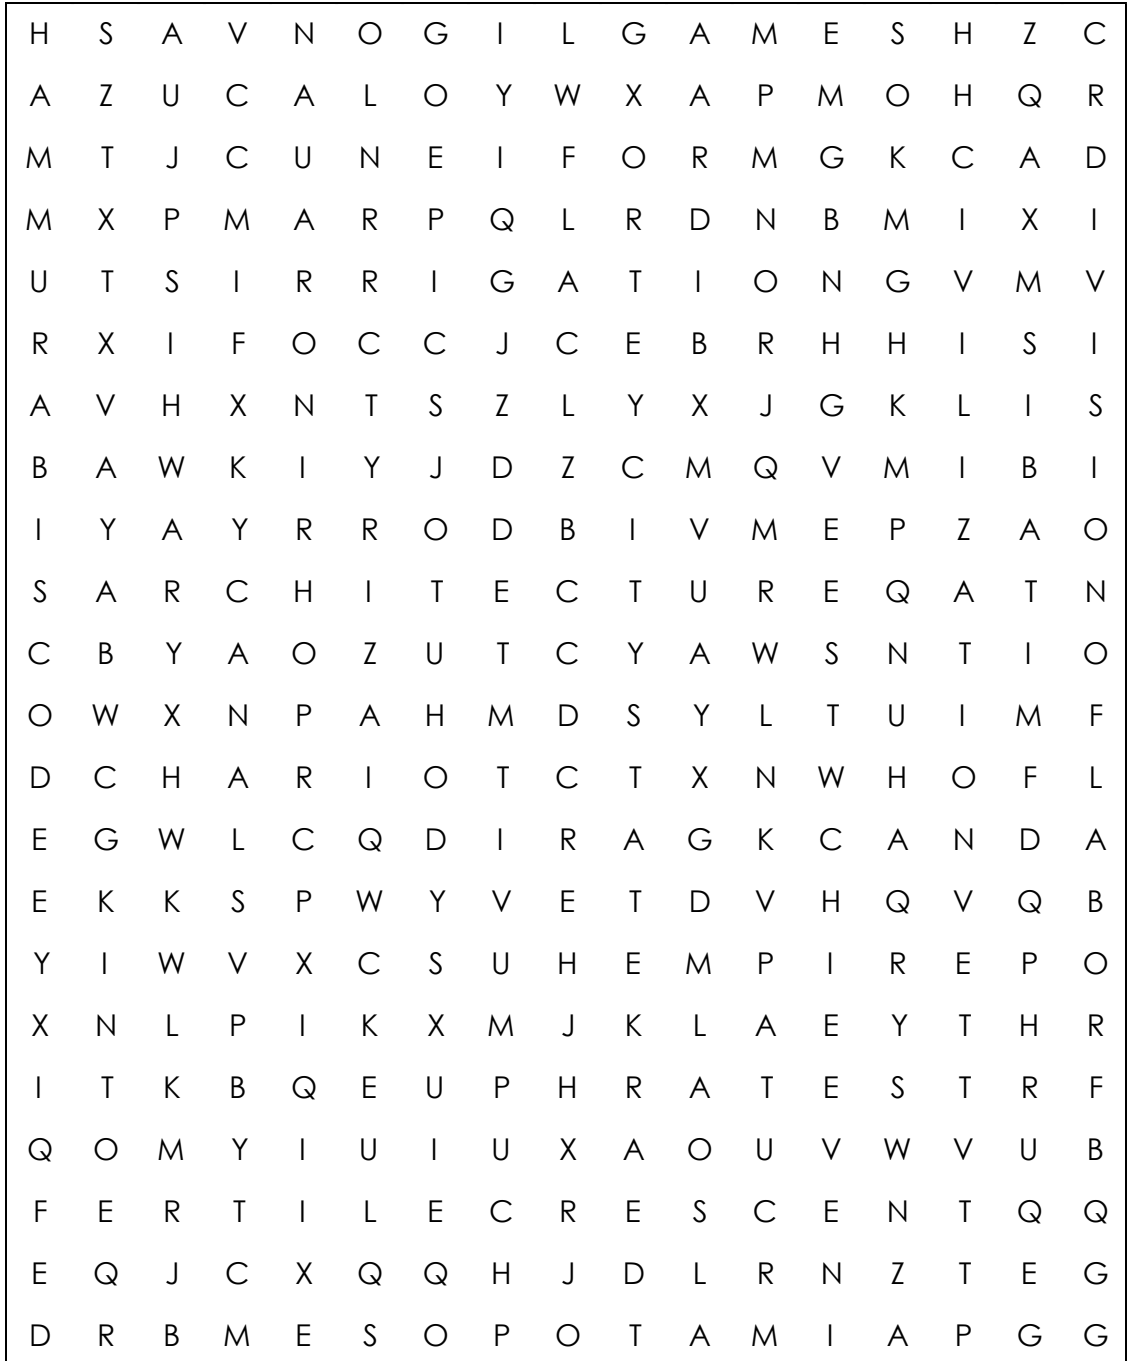 H S A V N O G I L G A M E S H Z C
A Z U C A L O Y W X A P M O H Q R
M T J C U N E I F O R M G K C A D
M X P M A R P Q L R D N B M I X I
U T S I R R I G A T I O N G V M V
R X I F O C C J C E B R H H I S I
A V H X N T S Z L Y X J G K L I S
B A W K I Y J D Z C M Q V M I B I
I Y A Y R R O D B I V M E P Z A O
S A R C H I T E C T U R E Q A T N
C B Y A O Z U T C Y A W S N T I O
O W X N P A H M D S Y L T U I M F
D C H A R I O T C T X N W H O F L
E G W L C Q D I R A G K C A N D A
E K K S P W Y V E T D V H Q V Q B
Y I W V X C S U H E M P I R E P O
X N L P I K X M J K L A E Y T H R
I T K B Q E U P H R A T E S T R F
Q O M Y I U I U X A O U V W V U B
F E R T I L E C R E S C E N T Q Q
E Q J C X Q Q H J D L R N Z T E G
D R B M E S O P O T A M I A P G G